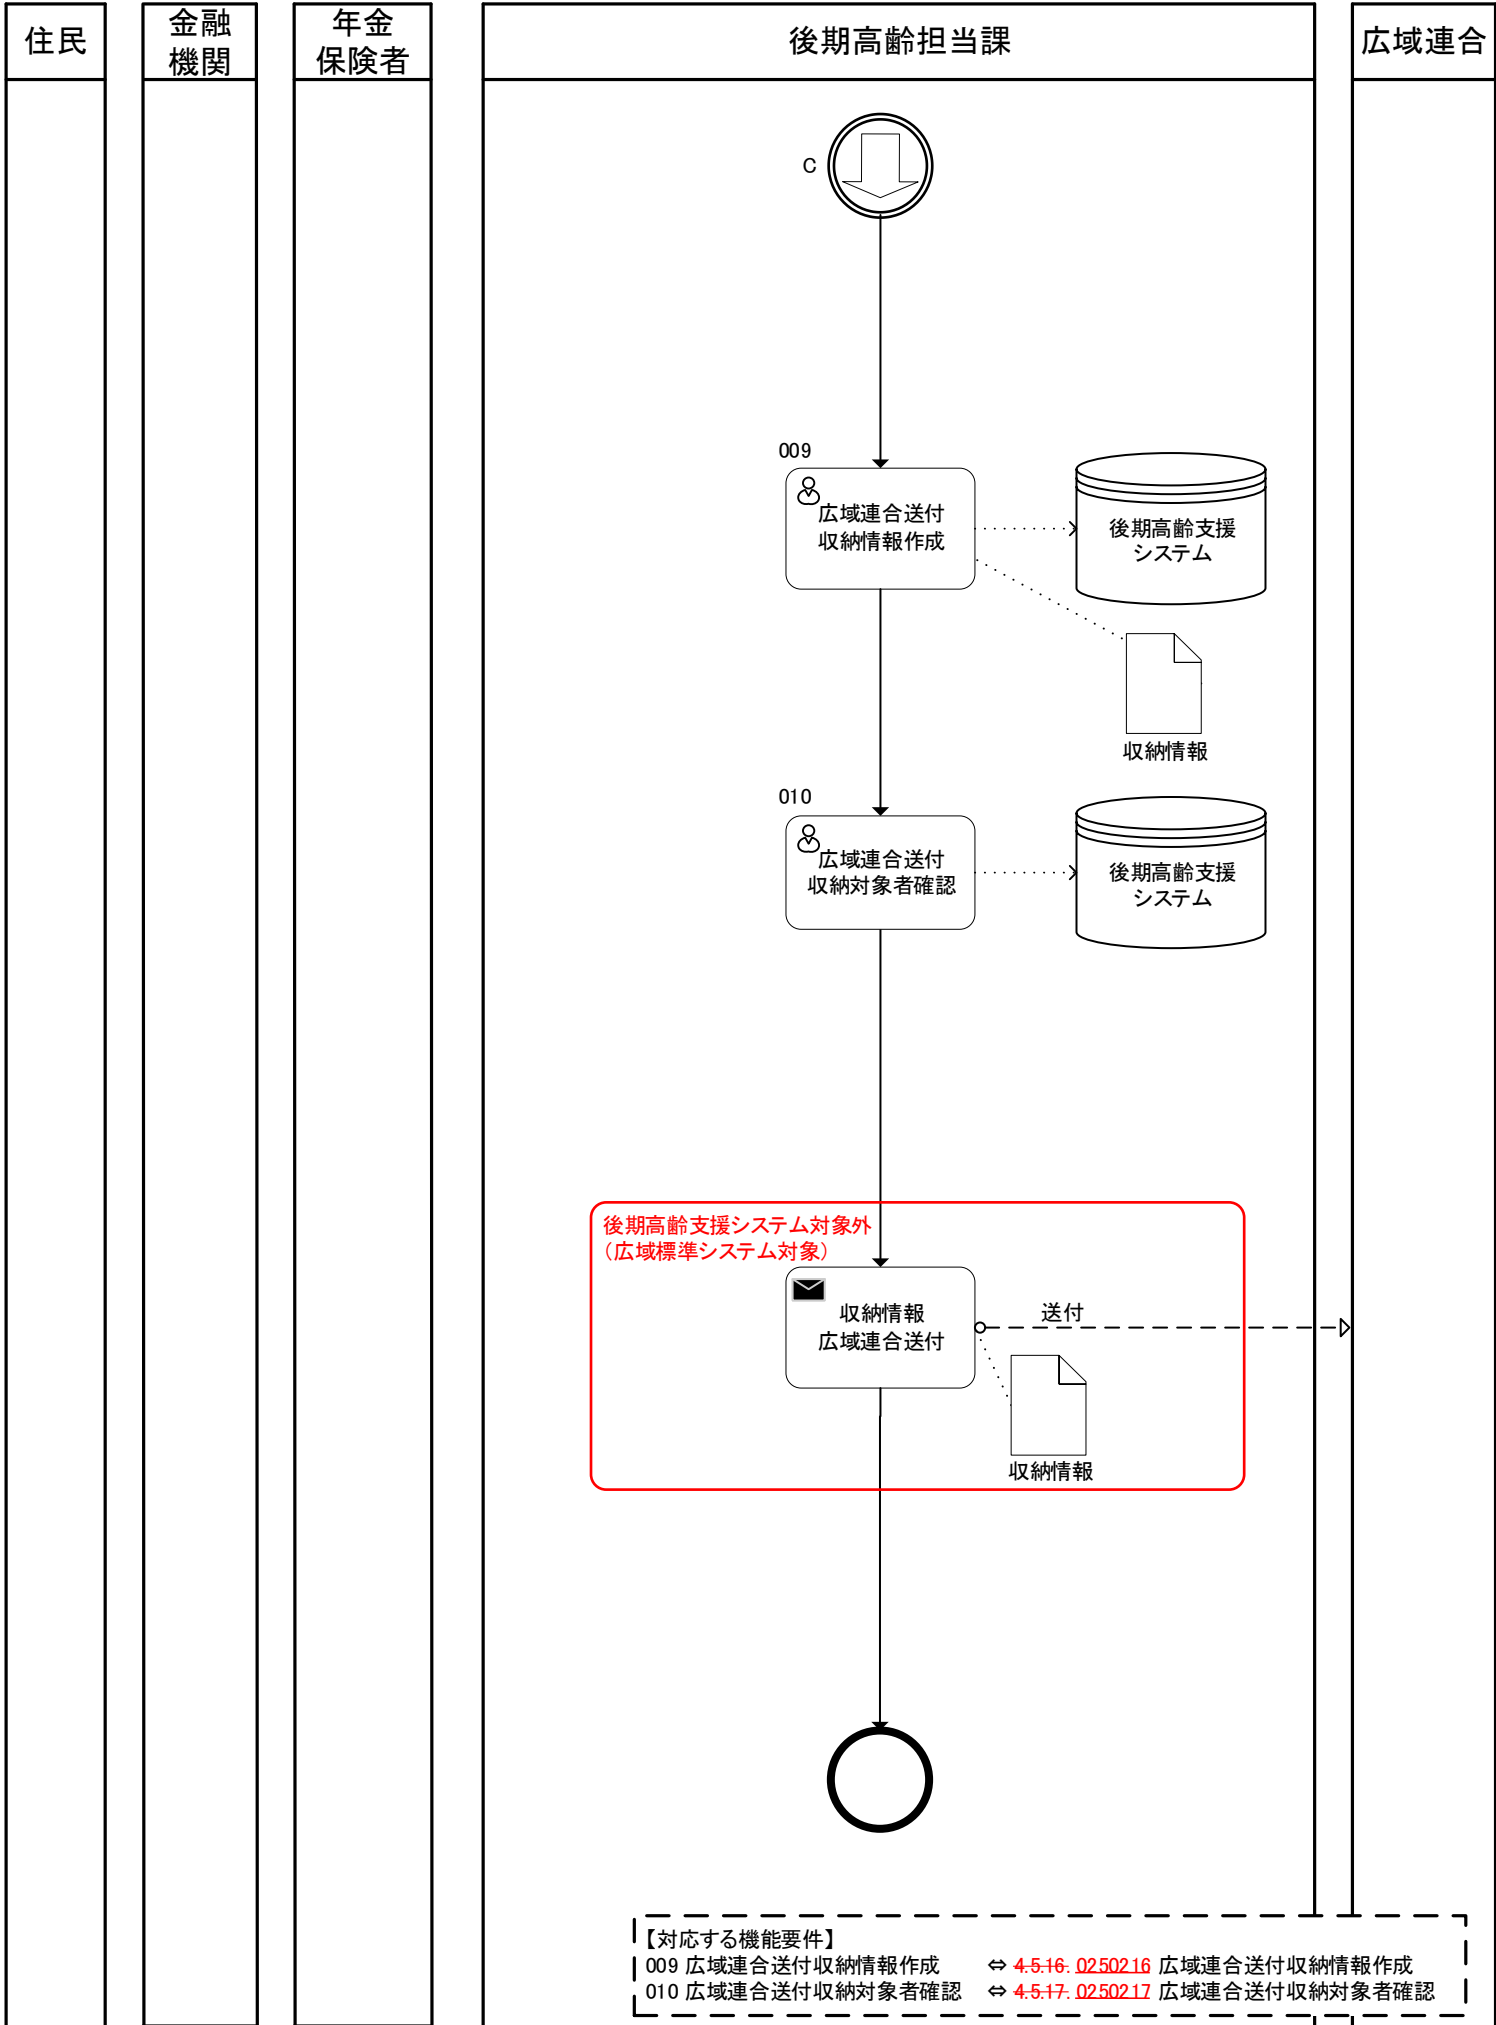 住民
金融
機関
年金
保険者
後期高齢担当課
広域連合
C
009
広域連合送付
収納情報作成
後期高齢支援
システム
収納情報
010
広域連合送付
収納対象者確認
後期高齢支援
システム
後期高齢支援システム対象外
（広域標準システム対象）
収納情報
広域連合送付
送付
収納情報
【対応する機能要件】
009 広域連合送付収納情報作成 ⇔ 4.5.16. 0250216 広域連合送付収納情報作成
010 広域連合送付収納対象者確認 ⇔ 4.5.17. 0250217 広域連合送付収納対象者確認